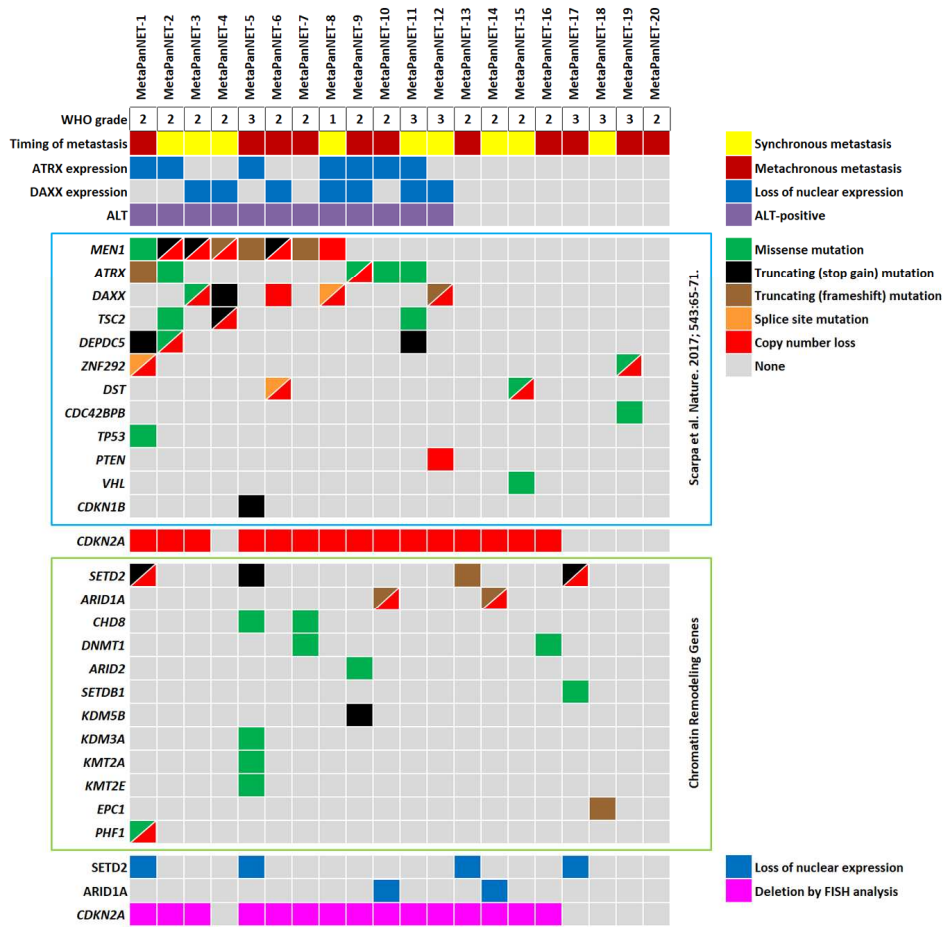 MetaPanNET-1
MetaPanNET-2
MetaPanNET-3
MetaPanNET-4
MetaPanNET-5
MetaPanNET-6
MetaPanNET-7
MetaPanNET-8
MetaPanNET-9
MetaPanNET-10
MetaPanNET-11
MetaPanNET-12
MetaPanNET-13
MetaPanNET-14
MetaPanNET-15
MetaPanNET-16
MetaPanNET-17
MetaPanNET-18
MetaPanNET-19
MetaPanNET-20
WHO grade 2 2 2 2 3 2 2 1 2 2 3 3 2 2 2 2 3 3 2 2
Timing of metastasis
ATRX expression
DAXX expression
ALT
Synchronous metastasis
Metachronous metastasis
Loss of nuclear expression
ALT-positive
MEN1
ATRX
DAXX
TSC2
DEPDC5
ZNF292
DST
CDC42BPB
TP53
PTEN
VHL
CDKN1B
Scarpa et al. Nature. 2017; 543:65-71.
Missense mutation
Truncating (stop gain) mutation
Truncating (frameshift) mutation
Splice site mutation
Copy number loss
None
CDKN2A
SETD2
ARID1A
CHD8
DNMT1
ARID2
SETDB1
KDM5B
KDM3A
KMT2A
KMT2E
EPC1
PHF1
Chromatin Remodeling Genes
SETD2
ARID1A
CDKN2A
Loss of nuclear expression
Deletion by FISH analysis